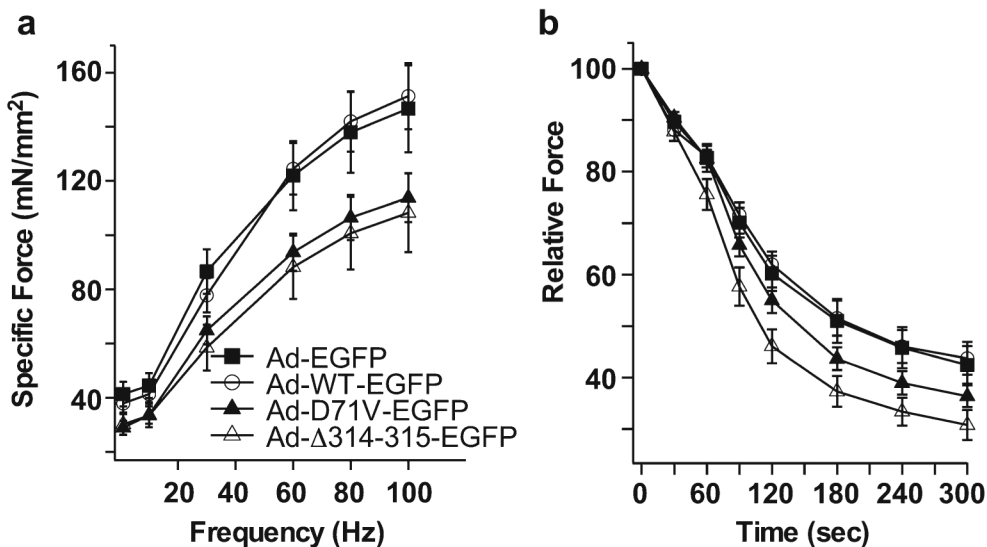 a
Specific Force (mN/mm²)
160
120
80
40
Ad-EGFP
Ad-WT-EGFP
Ad-D71V-EGFP
Ad-Δ314-315-EGFP
20 40 60 80 100
Frequency (Hz)
b
Relative Force
100
80
60
40
0 60 120 180 240 300
Time (sec)